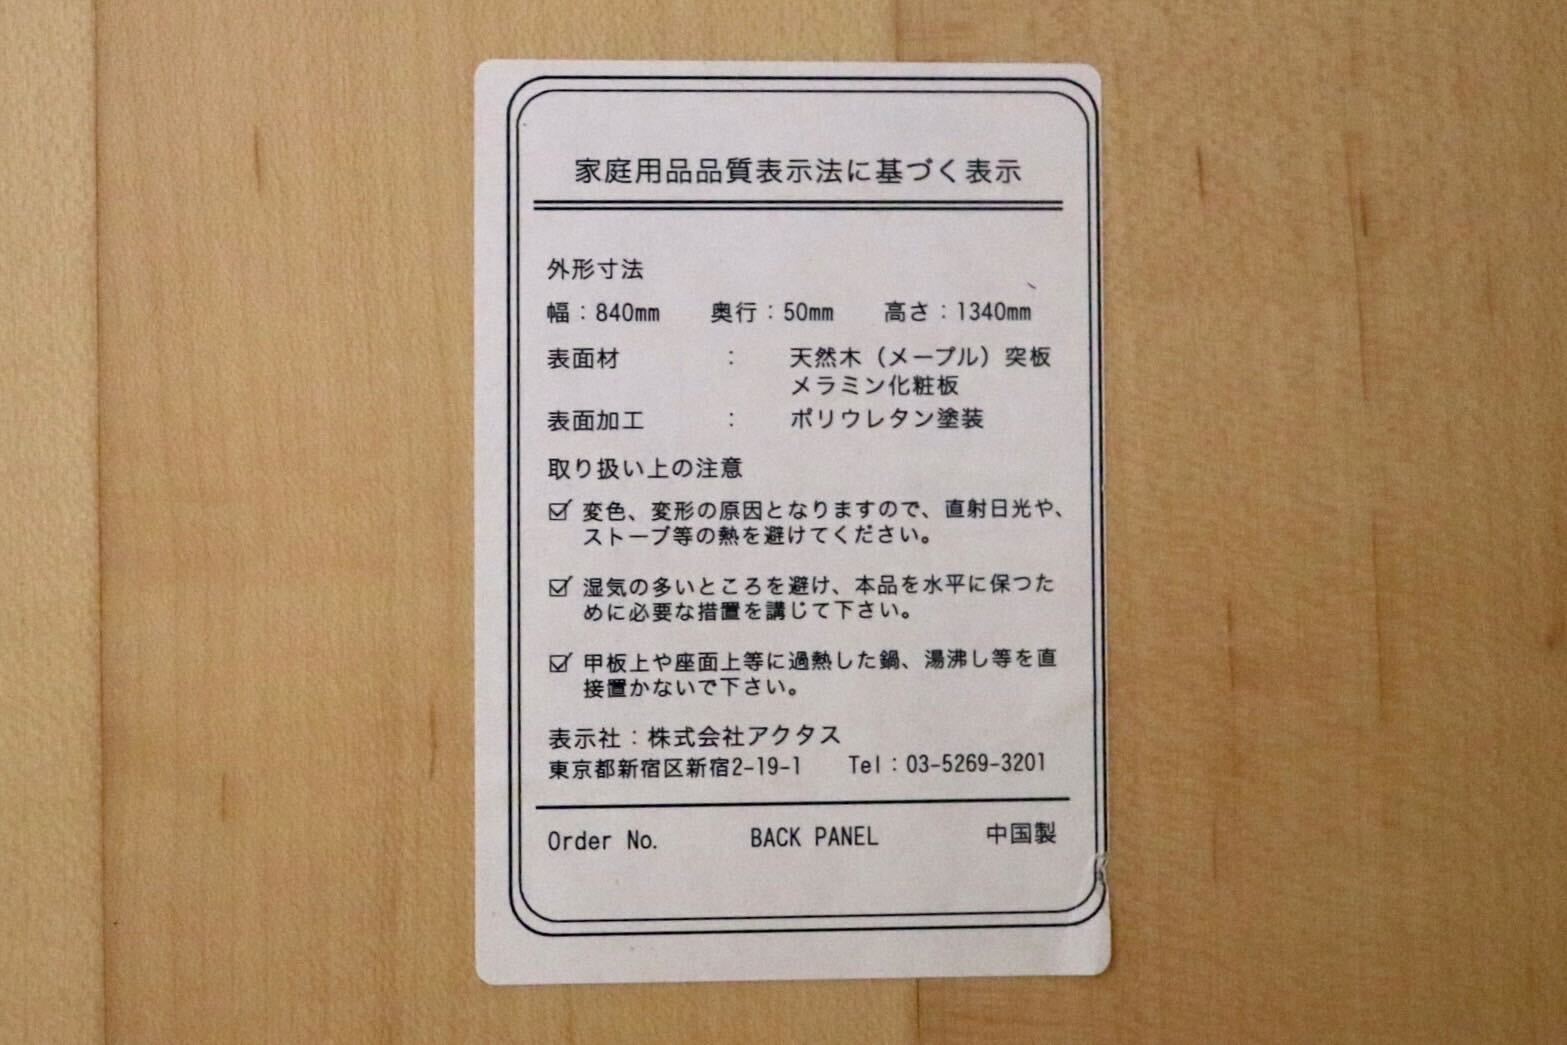 家庭用品品質表示法に基づく表示
外形寸法
幅：840mm 奥行：50mm 高さ：1340mm
表面材 ： 天然木（メープル）突板
メラミン化粧板
表面加工 ： ポリウレタン塗装
取り扱い上の注意
☑ 変色、変形の原因となりますので、直射日光や、
ストーブ等の熱を避けてください。
☑ 湿気の多いところを避け、本品を水平に保つた
めに必要な措置を講じて下さい。
☑ 甲板上や座面上等に過熱した鍋、湯沸し等を直
接置かないで下さい。
表示社：株式会社アクタス
東京都新宿区新宿2-19-1 Tel：03-5269-3201
Order No. BACK PANEL 中国製